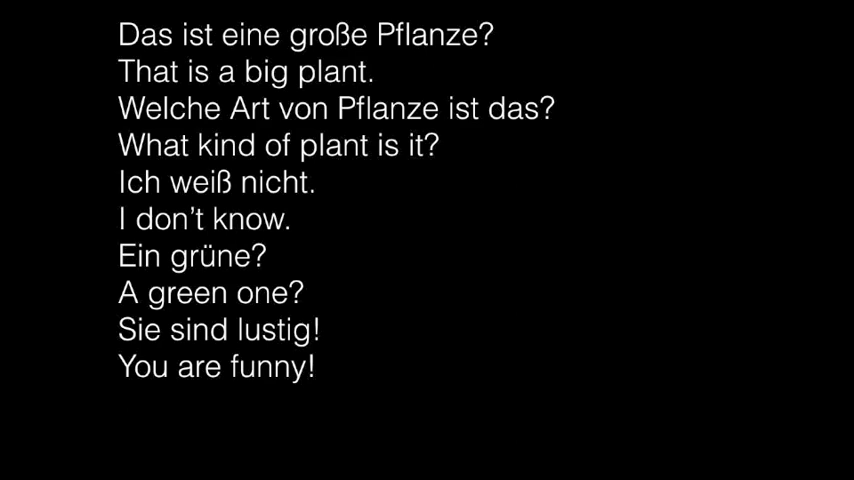 Das ist eine große Pflanze?
That is a big plant.
Welche Art von Pflanze ist das?
What kind of plant is it?
Ich weiß nicht.
I don't know.
Ein grüne?
A green one?
Sie sind lustig!
You are funny!